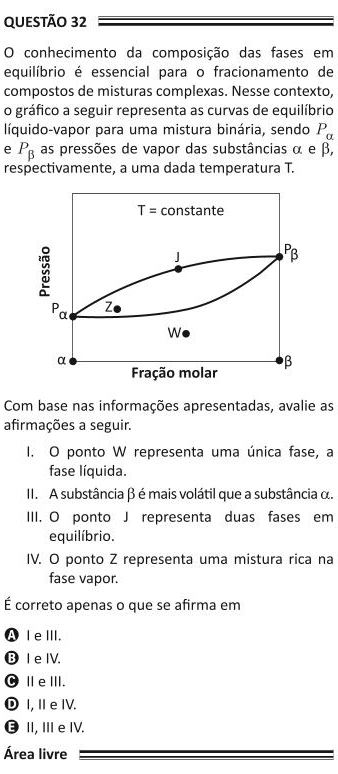 QUESTÃO 32
O conhecimento da composição das fases em
equilíbrio é essencial para o fracionamento de
compostos de misturas complexas. Nesse contexto,
o gráfico a seguir representa as curvas de equilíbrio
líquido-vapor para uma mistura binária, sendo Pα
e Pβ as pressões de vapor das substâncias α e β,
respectivamente, a uma dada temperatura T.
T = constante
Pressão
J
Pβ
Pα
Z
W
α
β
Fração molar
Com base nas informações apresentadas, avalie as
afirmações a seguir.
I. O ponto W representa uma única fase, a
fase líquida.
II. A substância β é mais volátil que a substância α.
III. O ponto J representa duas fases em
equilíbrio.
IV. O ponto Z representa uma mistura rica na
fase vapor.
É correto apenas o que se afirma em
A I e III.
B I e IV.
C II e III.
D I, II e IV.
E II, III e IV.
Área livre